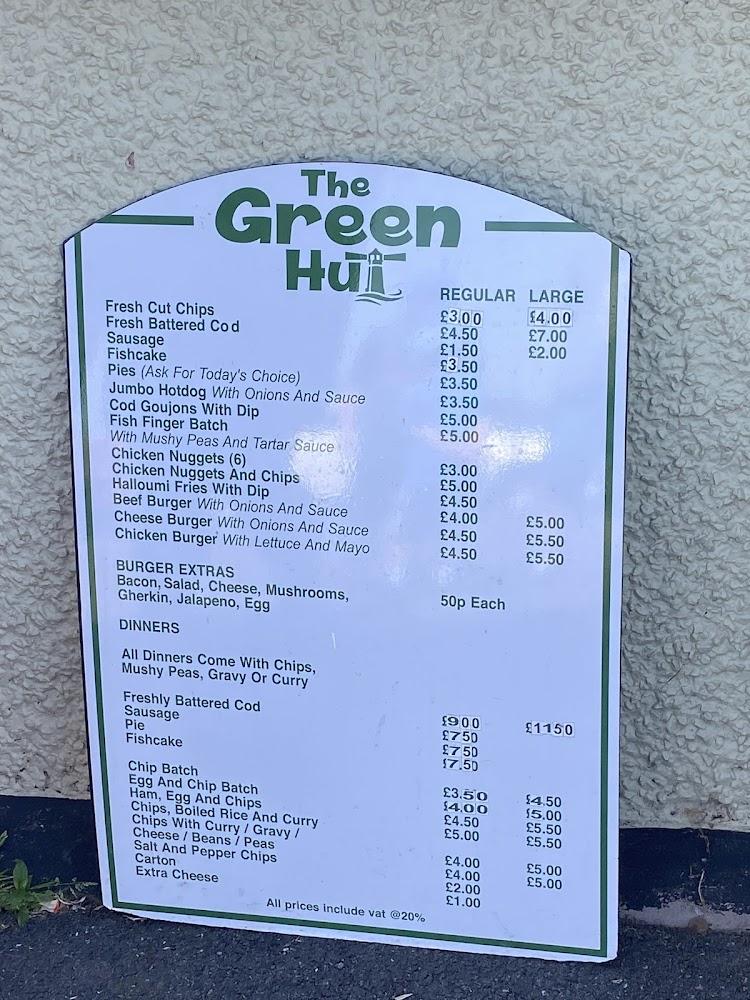 The
Green
Hut
REGULAR LARGE
Fresh Cut Chips £3.00 £4.00
Fresh Battered Cod £4.50 £7.00
Sausage £1.50 £2.00
Fishcake £3.50
Pies (Ask For Today's Choice) £3.50
Jumbo Hotdog With Onions And Sauce £3.50
Cod Goujons With Dip £5.00
Fish Finger Batch £5.00
With Mushy Peas And Tartar Sauce
Chicken Nuggets (6) £3.00
Chicken Nuggets And Chips £5.00
Halloumi Fries With Dip £4.50
Beef Burger With Onions And Sauce £4.00 £5.00
Cheese Burger With Onions And Sauce £4.50 £5.50
Chicken Burger With Lettuce And Mayo £4.50 £5.50
BURGER EXTRAS
Bacon, Salad, Cheese, Mushrooms,
Gherkin, Jalapeno, Egg 50p Each
DINNERS
All Dinners Come With Chips,
Mushy Peas, Gravy Or Curry
Freshly Battered Cod £9.00 £11.50
Sausage £7.50
Pie £7.50
Fishcake £7.50
Chip Batch £3.50 £4.50
Egg And Chip Batch £4.00 £5.00
Ham, Egg And Chips £4.50 £5.50
Chips, Boiled Rice And Curry £5.00 £5.50
Chips With Curry / Gravy /
Cheese / Beans / Peas £4.00 £5.00
Salt And Pepper Chips £4.00 £5.00
Carton £2.00
Extra Cheese £1.00
All prices include vat @20%